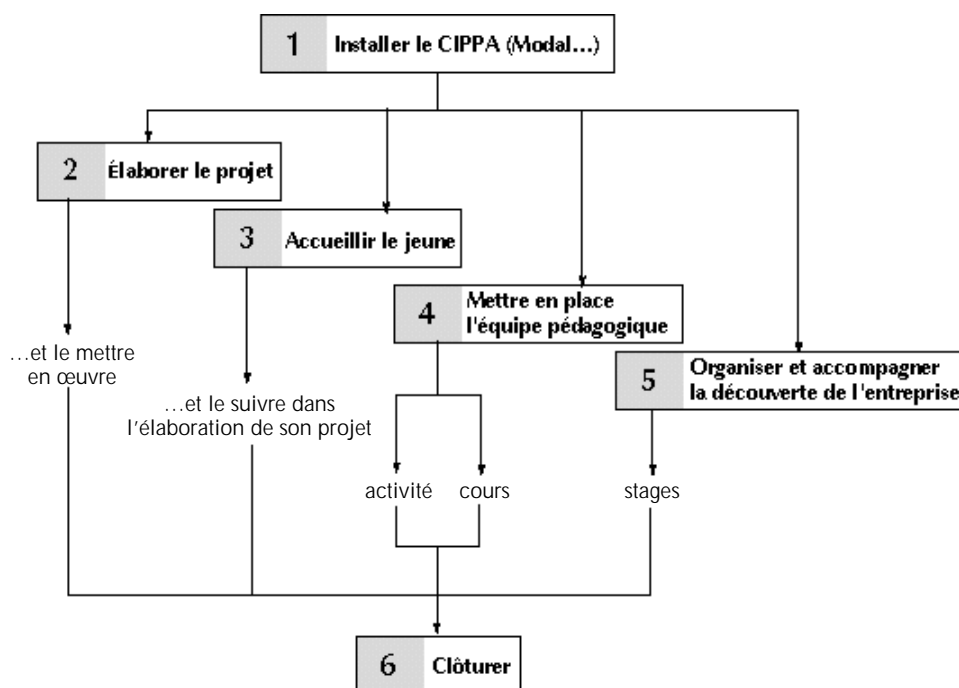 1 Installer le CIPPA (Modal…)
2 Élaborer le projet
3 Accueillir le jeune
4 Mettre en place
l'équipe pédagogique
…et le mettre
en œuvre
5 Organiser et accompagner
la découverte de l'entreprise
…et le suivre dans
l'élaboration de son projet
activité cours stages
6 Clôturer